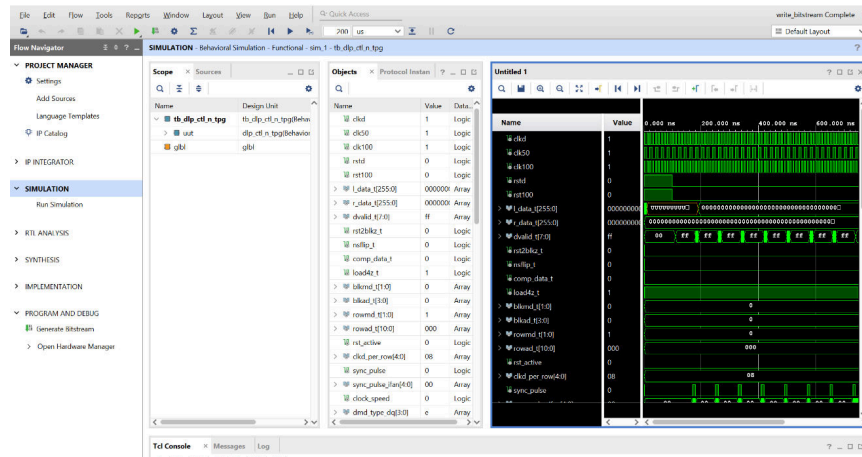 File Edit Flow Tools Reports Window Layout View Run Help Quick Access write_bitstream Complete
200 us Default Layout
Flow Navigator
SIMULATION - Behavioral Simulation - Functional - sim_1 - tb_dlp_ctl_n_tpg
PROJECT MANAGER
Settings
Add Sources
Language Templates
IP Catalog
IP INTEGRATOR
SIMULATION
Run Simulation
RTL ANALYSIS
SYNTHESIS
IMPLEMENTATION
PROGRAM AND DEBUG
Generate Bitstream
Open Hardware Manager
Scope Sources
Name Design Unit
tb_dlp_ctl_n_tpg tb_dlp_ctl_n_tpg(Behav
uut dlp_ctl_n_tpg(Behavior
glbl glbl
Objects Protocol Instan
Name Value Data...
clkd 1 Logic
clk50 1 Logic
clk100 1 Logic
rstd 0 Logic
rst100 0 Logic
l_data_t[255:0] 000000 Array
r_data_t[255:0] 000000 Array
dvalid_t[7:0] ff Array
rst2blkz_t 0 Logic
nsflip_t 0 Logic
comp_data_t 0 Logic
load4z_t 1 Logic
blkmd_t[1:0] 0 Array
blkad_t[3:0] 0 Array
rowmd_t[1:0] 1 Array
rowad_t[10:0] 000 Array
rst_active 0 Logic
clkd_per_row[4:0] 08 Array
sync_pulse 0 Logic
sync_pulse_ifan[4:0] 00 Array
clock_speed 0 Logic
dmd_type_dq[3:0] e Array
Untitled 1
Name Value 0.000 ns 200.000 ns 400.000 ns 600.000 ns
clkd 1
clk50 1
clk100 1
rstd 0
rst100 0
l_data_t[255:0] 000000000
r_data_t[255:0] 000000000
dvalid_t[7:0] ff 00 ff ff ff ff ff ff ff
rst2blkz_t 0
nsflip_t 0
comp_data_t 0
load4z_t 1
blkmd_t[1:0] 0 0
blkad_t[3:0] 0 0
rowmd_t[1:0] 1 0
rowad_t[10:0] 000 000
rst_active 0
clkd_per_row[4:0] 08 08
sync_pulse 0
Tcl Console Messages Log